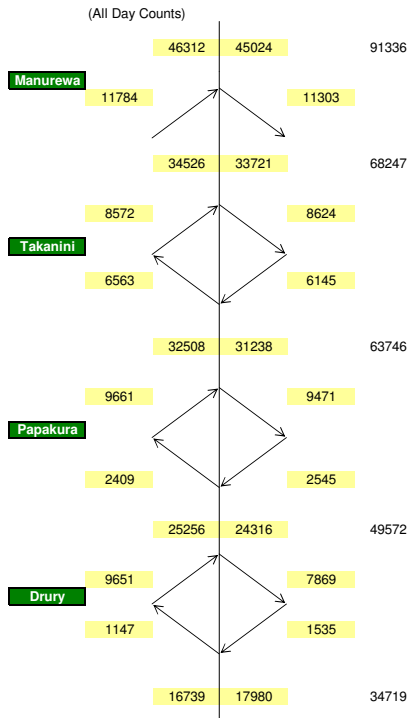 (All Day Counts)
46312 45024 91336
Manurewa
11784 11303
34526 33721 68247
8572 8624
Takanini
6563 6145
32508 31238 63746
9661 9471
Papakura
2409 2545
25256 24316 49572
9651 7869
Drury
1147 1535
16739 17980 34719